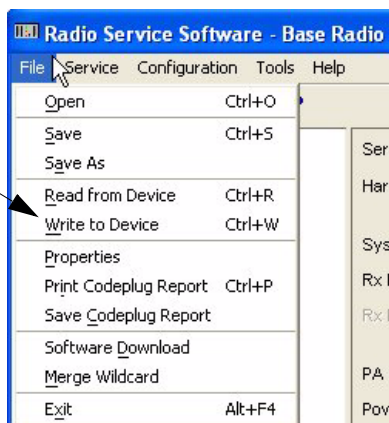 Radio Service Software - Base Radio
File Service Configuration Tools Help
Open Ctrl+O
Save Ctrl+S
Save As
Read from Device Ctrl+R
Write to Device Ctrl+W
Properties
Print Codeplug Report Ctrl+P
Save Codeplug Report
Software Download
Merge Wildcard
Exit Alt+F4
Ser
Har
Sys
Rx
Rx
PA
Pov